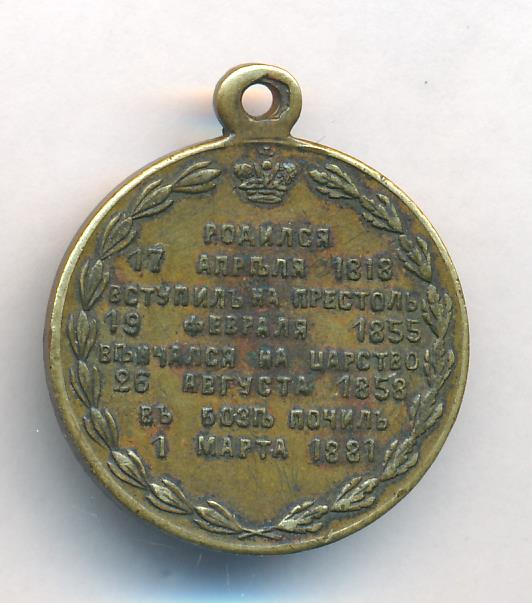 РОДИЛСЯ
17 АПРѢЛЯ 1818
ВСТУПИЛЪ НА ПРЕСТОЛЪ
19 ФЕВРАЛЯ 1855
ВѢНЧАЛСЯ НА ЦАРСТВО
26 АВГУСТА 1858
ВЪ БОЗѢ ПОЧИЛЪ
1 МАРТА 1881